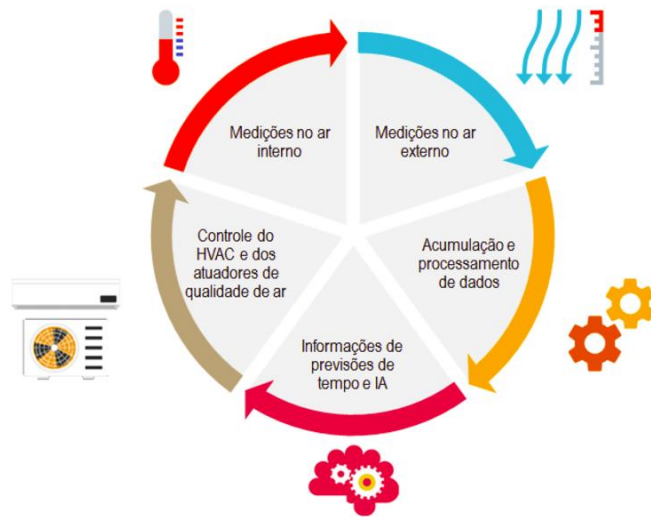 Medições no ar
interno
Medições no ar
externo
Acumulação e
processamento
de dados
Informações de
previsões de
tempo e IA
Controle do
HVAC e dos
atuadores de
qualidade de ar